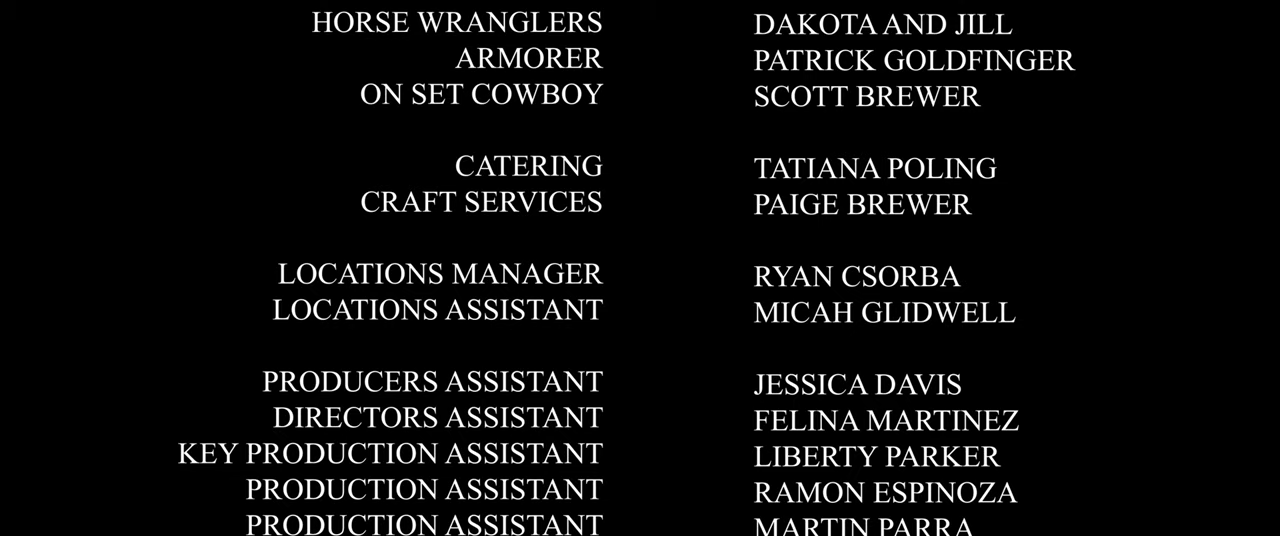 HORSE WRANGLERS DAKOTA AND JILL
ARMORER PATRICK GOLDFINGER
ON SET COWBOY SCOTT BREWER
CATERING TATIANA POLING
CRAFT SERVICES PAIGE BREWER
LOCATIONS MANAGER RYAN CSORBA
LOCATIONS ASSISTANT MICAH GLIDWELL
PRODUCERS ASSISTANT JESSICA DAVIS
DIRECTORS ASSISTANT FELINA MARTINEZ
KEY PRODUCTION ASSISTANT LIBERTY PARKER
PRODUCTION ASSISTANT RAMON ESPINOZA
PRODUCTION ASSISTANT MARTIN PARRA